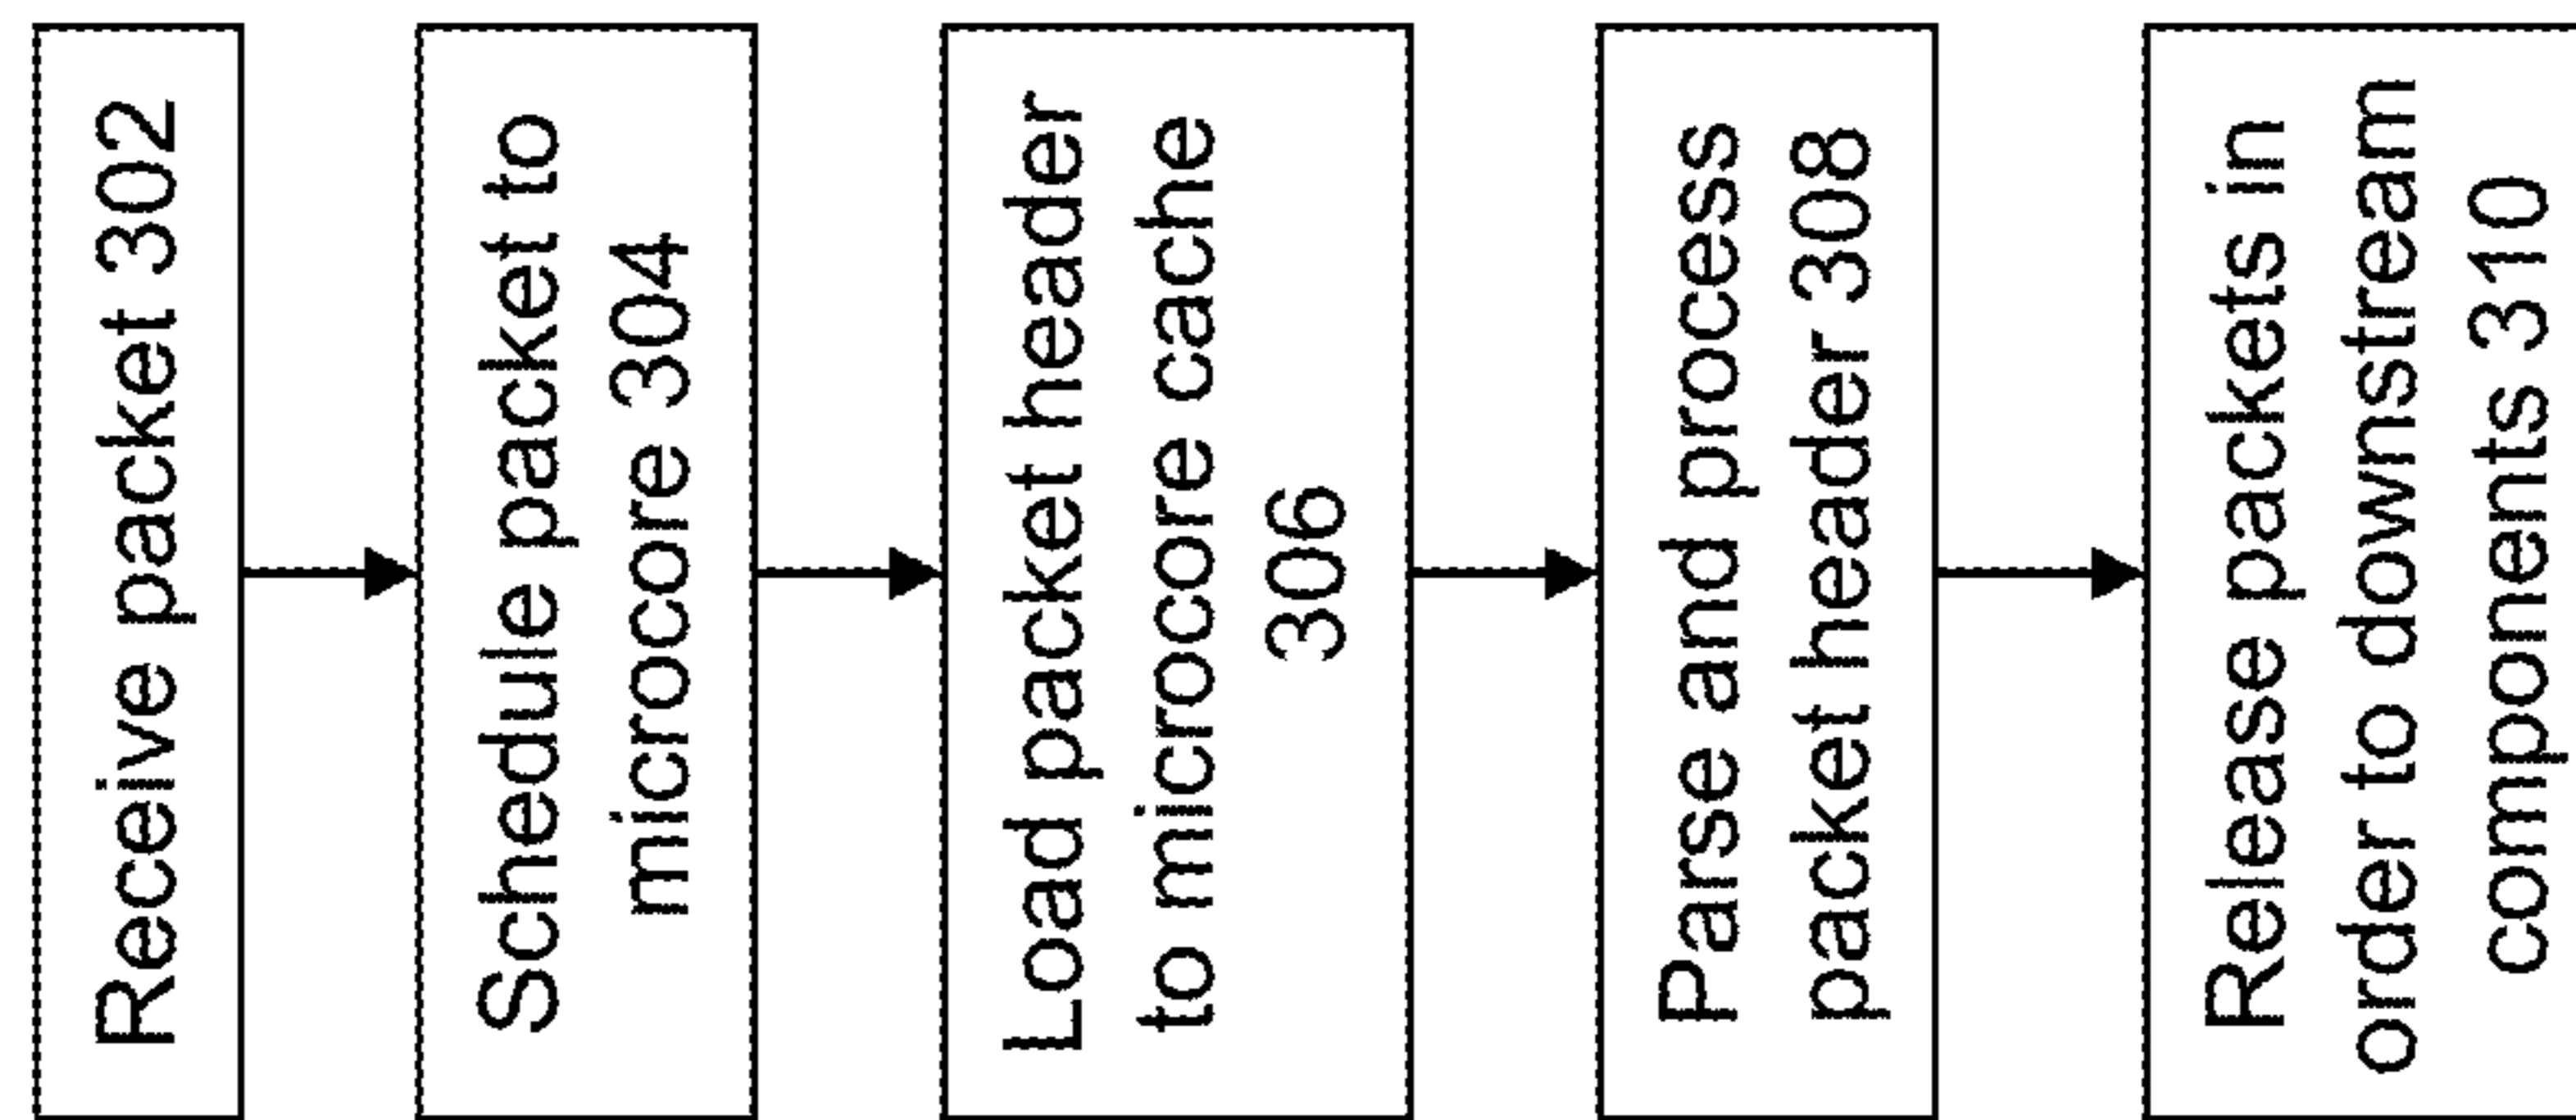 Receive packet 302
Schedule packet to
microcore 304
Load packet header
to microcore cache
306
Parse and process
packet header 308
Release packets in
order to downstream
components 310